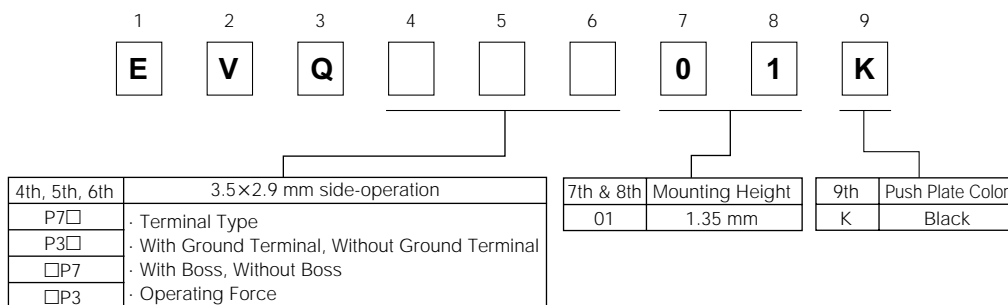 1 2 3 4 5 6 7 8 9
E V Q □ □ □ 0 1 K
4th, 5th, 6th 3.5×2.9 mm side-operation
P7□
P3□
□P7
□P3
· Terminal Type
· With Ground Terminal, Without Ground Terminal
· With Boss, Without Boss
· Operating Force
7th & 8th Mounting Height
01 1.35 mm
9th Push Plate Color
K Black